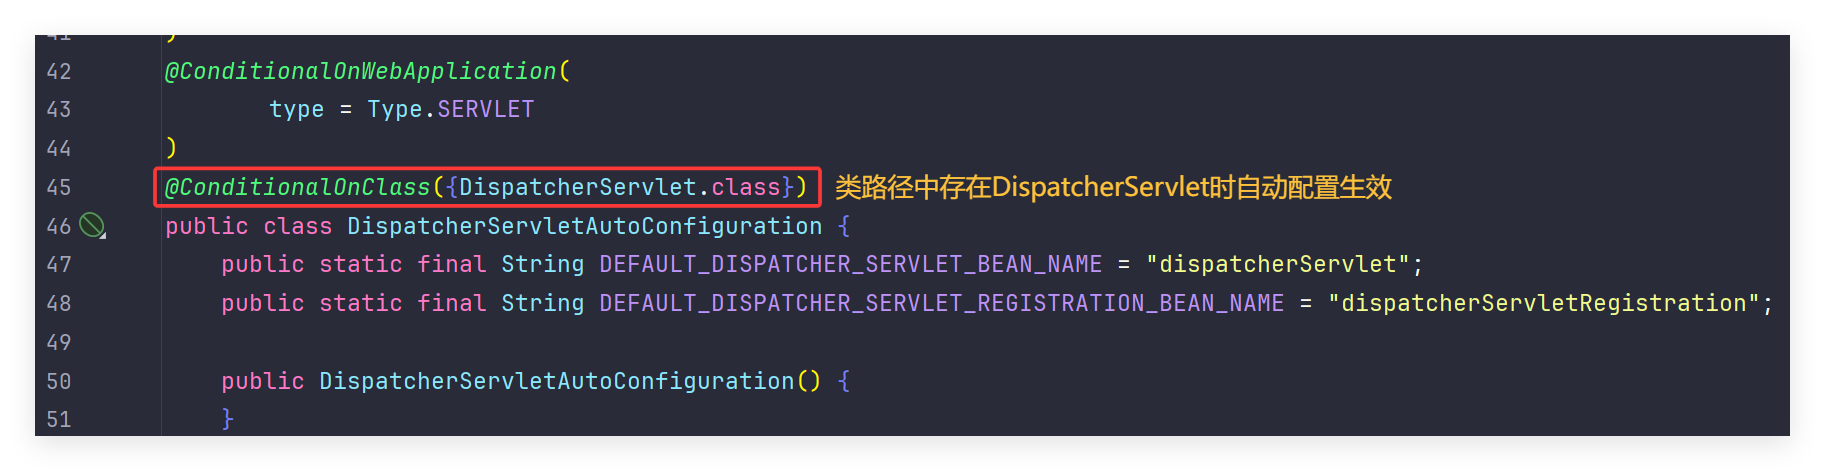 41 )
42 @ConditionalOnWebApplication(
43 type = Type.SERVLET
44 )
45 @ConditionalOnClass({DispatcherServlet.class}) 类路径中存在DispatcherServlet时自动配置生效
46 public class DispatcherServletAutoConfiguration {
47 public static final String DEFAULT_DISPATCHER_SERVLET_BEAN_NAME = "dispatcherServlet";
48 public static final String DEFAULT_DISPATCHER_SERVLET_REGISTRATION_BEAN_NAME = "dispatcherServletRegistration";
49
50 public DispatcherServletAutoConfiguration() {
51 }